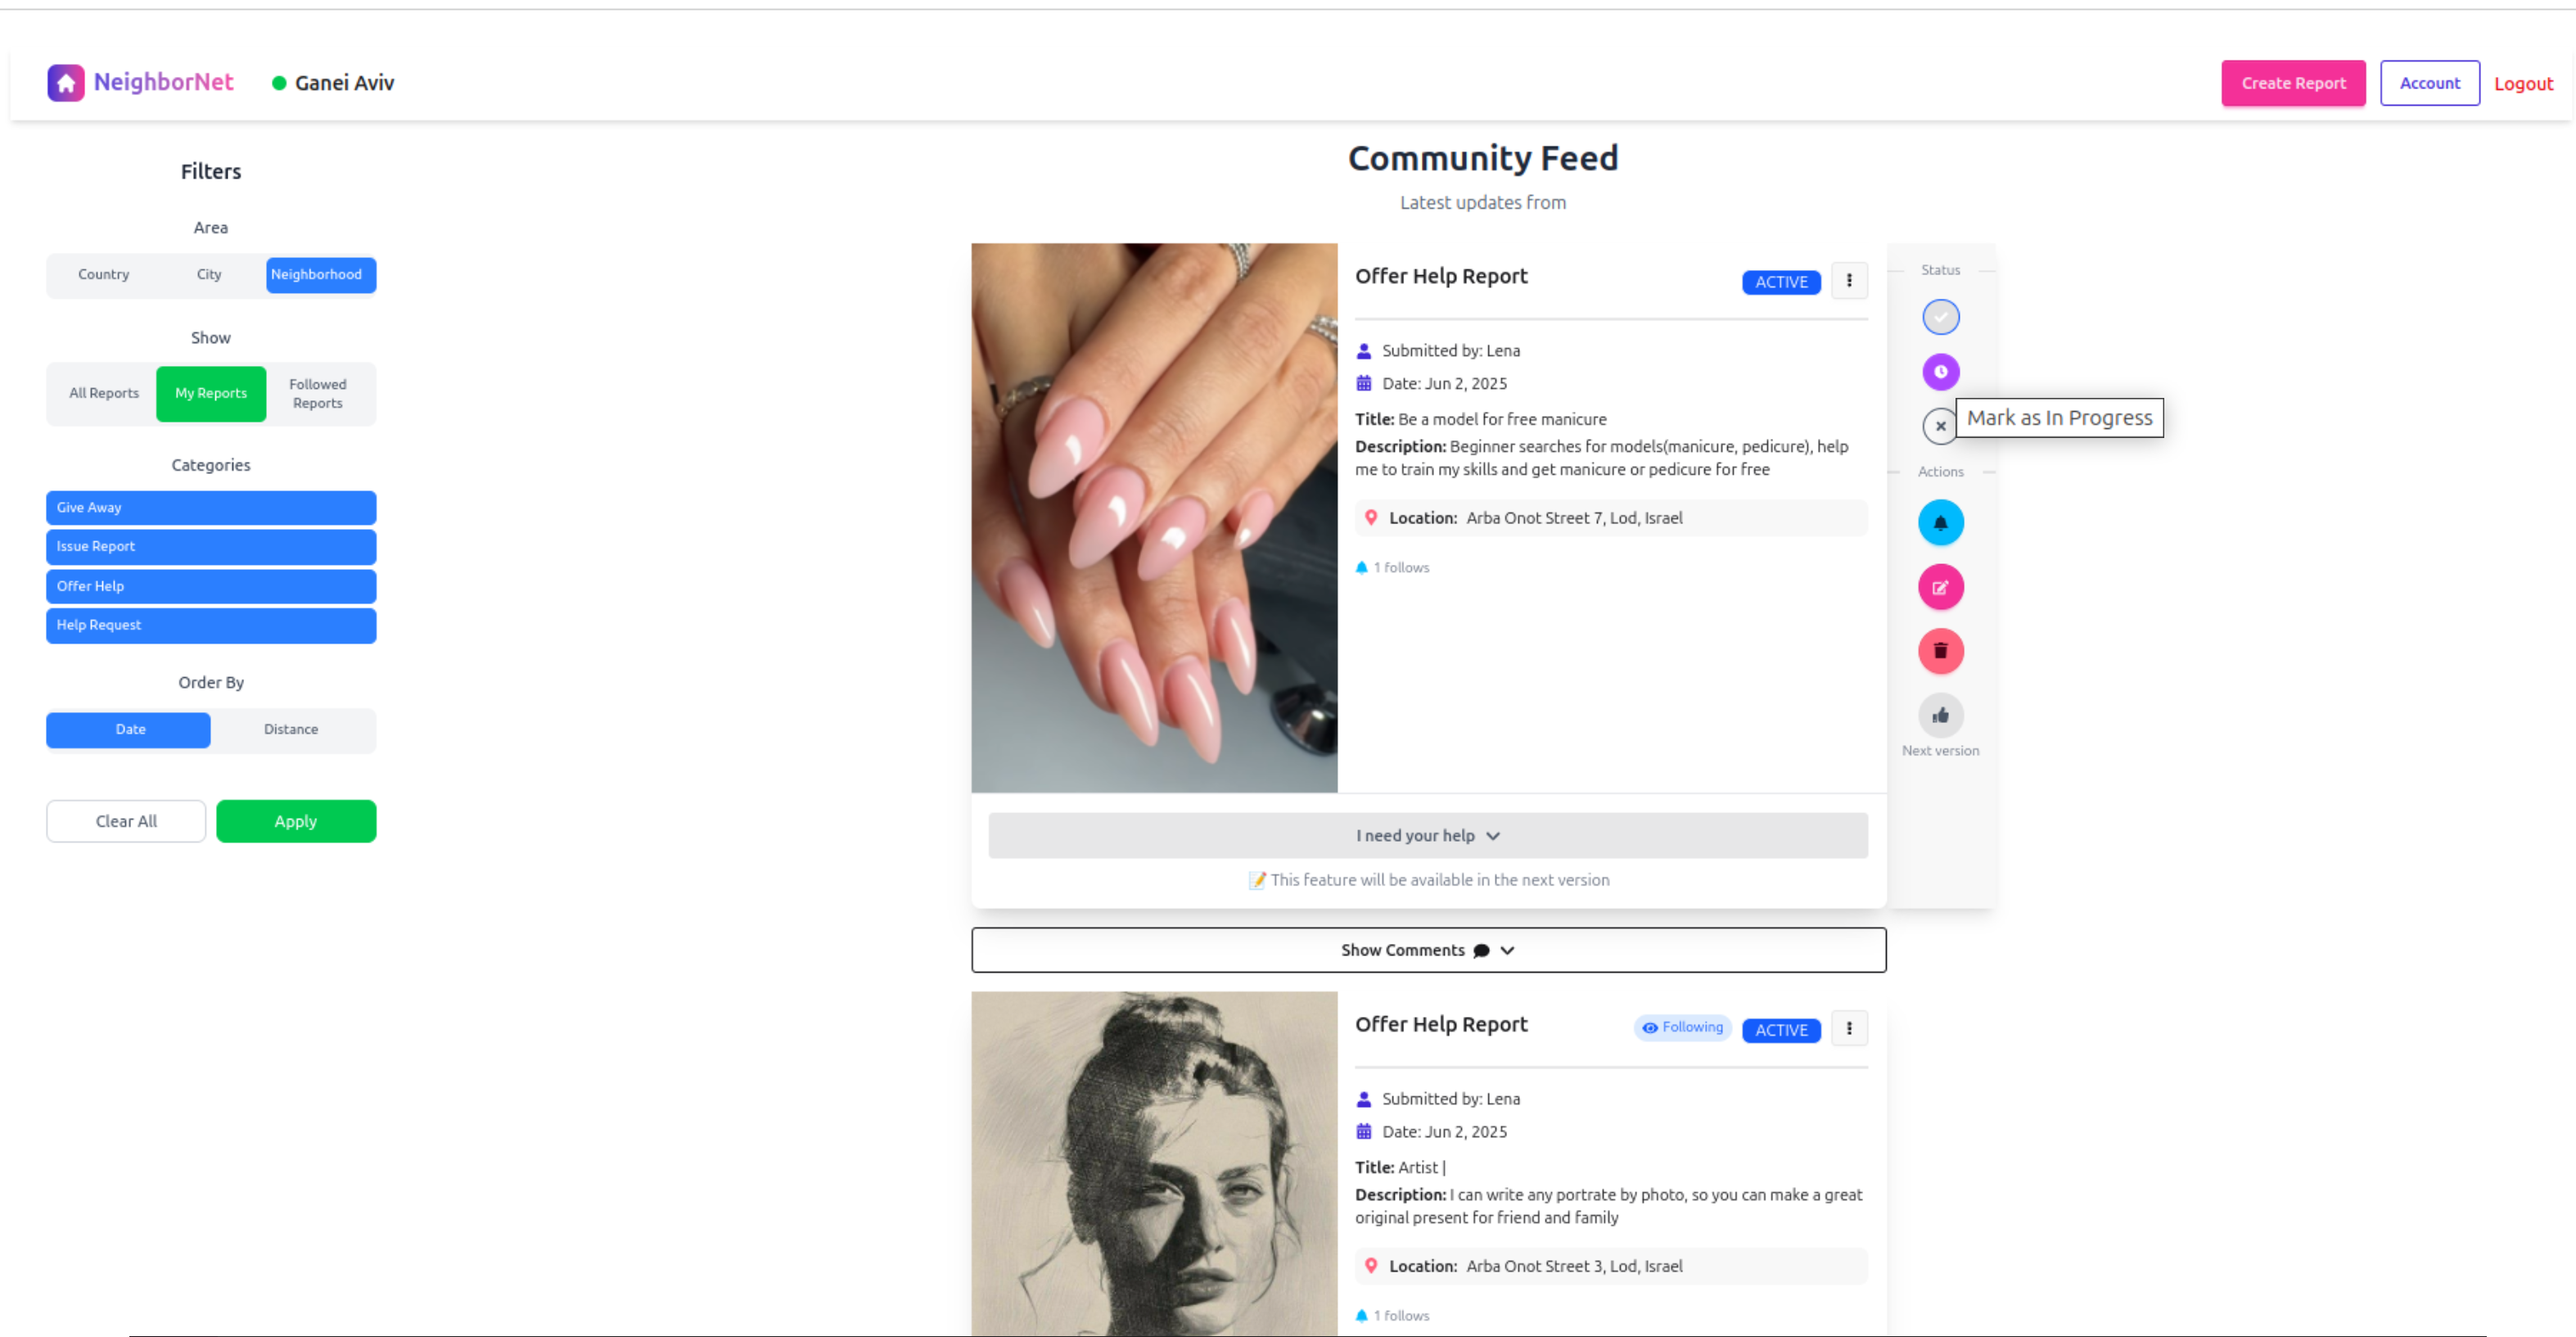 NeighborNet
Ganei Aviv
Create Report
Account
Logout
Filters
Area
Country
City
Neighborhood
Show
All Reports
My Reports
Followed
Reports
Categories
Give Away
Issue Report
Offer Help
Help Request
Order By
Date
Distance
Clear All
Apply
Community Feed
Latest updates from
Offer Help Report
ACTIVE
Submitted by: Lena
Date: Jun 2, 2025
Title: Be a model for free manicure
Description: Beginner searches for models(manicure, pedicure), help
me to train my skills and get manicure or pedicure for free
Location: Arba Onot Street 7, Lod, Israel
1 follows
Status
Mark as In Progress
Actions
Next version
I need your help
📝 This feature will be available in the next version
Show Comments
Offer Help Report
Following
ACTIVE
Submitted by: Lena
Date: Jun 2, 2025
Title: Artist |
Description: I can write any portrate by photo, so you can make a great
original present for friend and family
Location: Arba Onot Street 3, Lod, Israel
1 follows